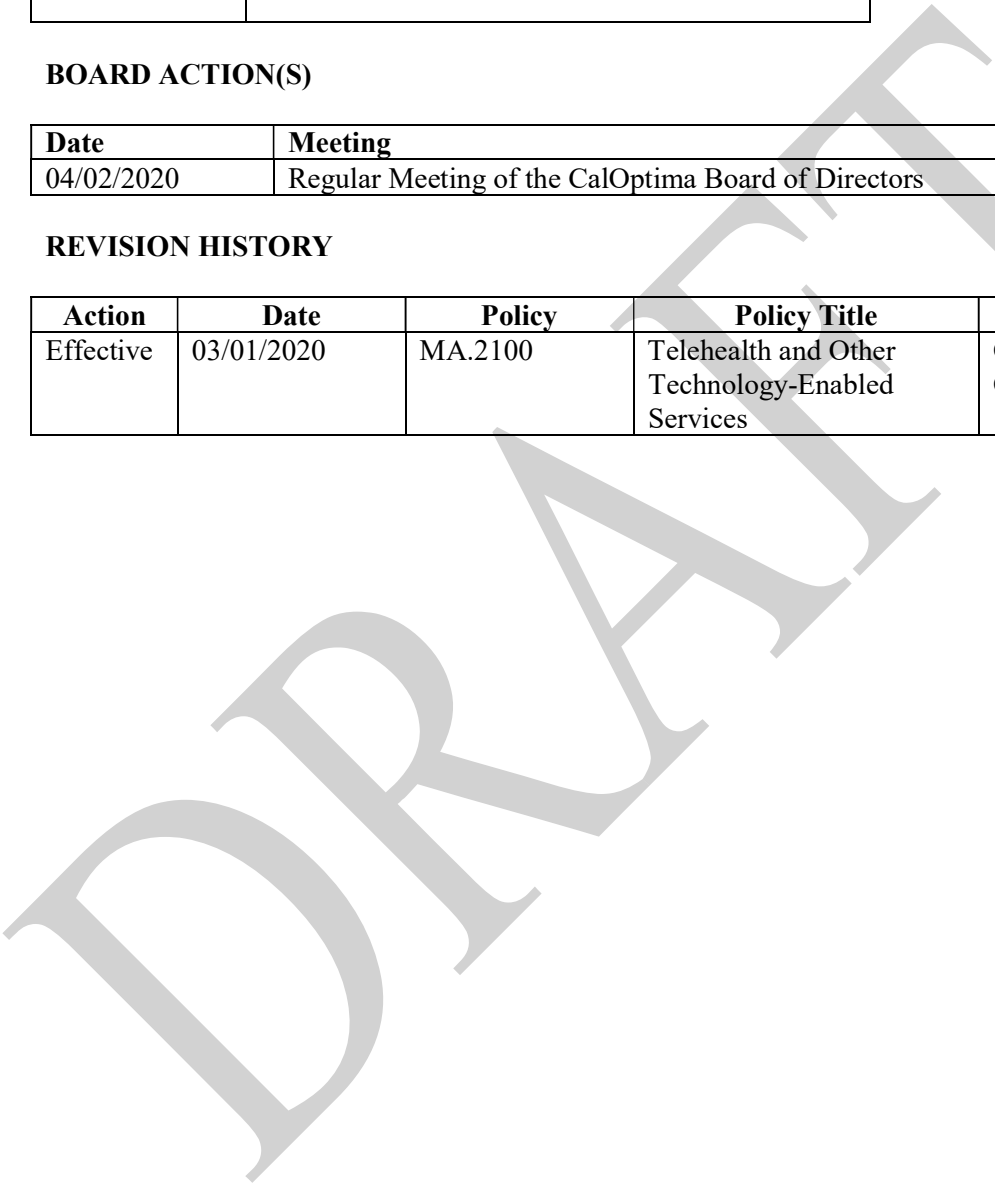 BOARD ACTION(S)
Date Meeting
04/02/2020 Regular Meeting of the CalOptima Board of Directors
REVISION HISTORY
Action Date Policy Policy Title
Effective 03/01/2020 MA.2100 Telehealth and Other
Technology-Enabled
Services
DRAFT